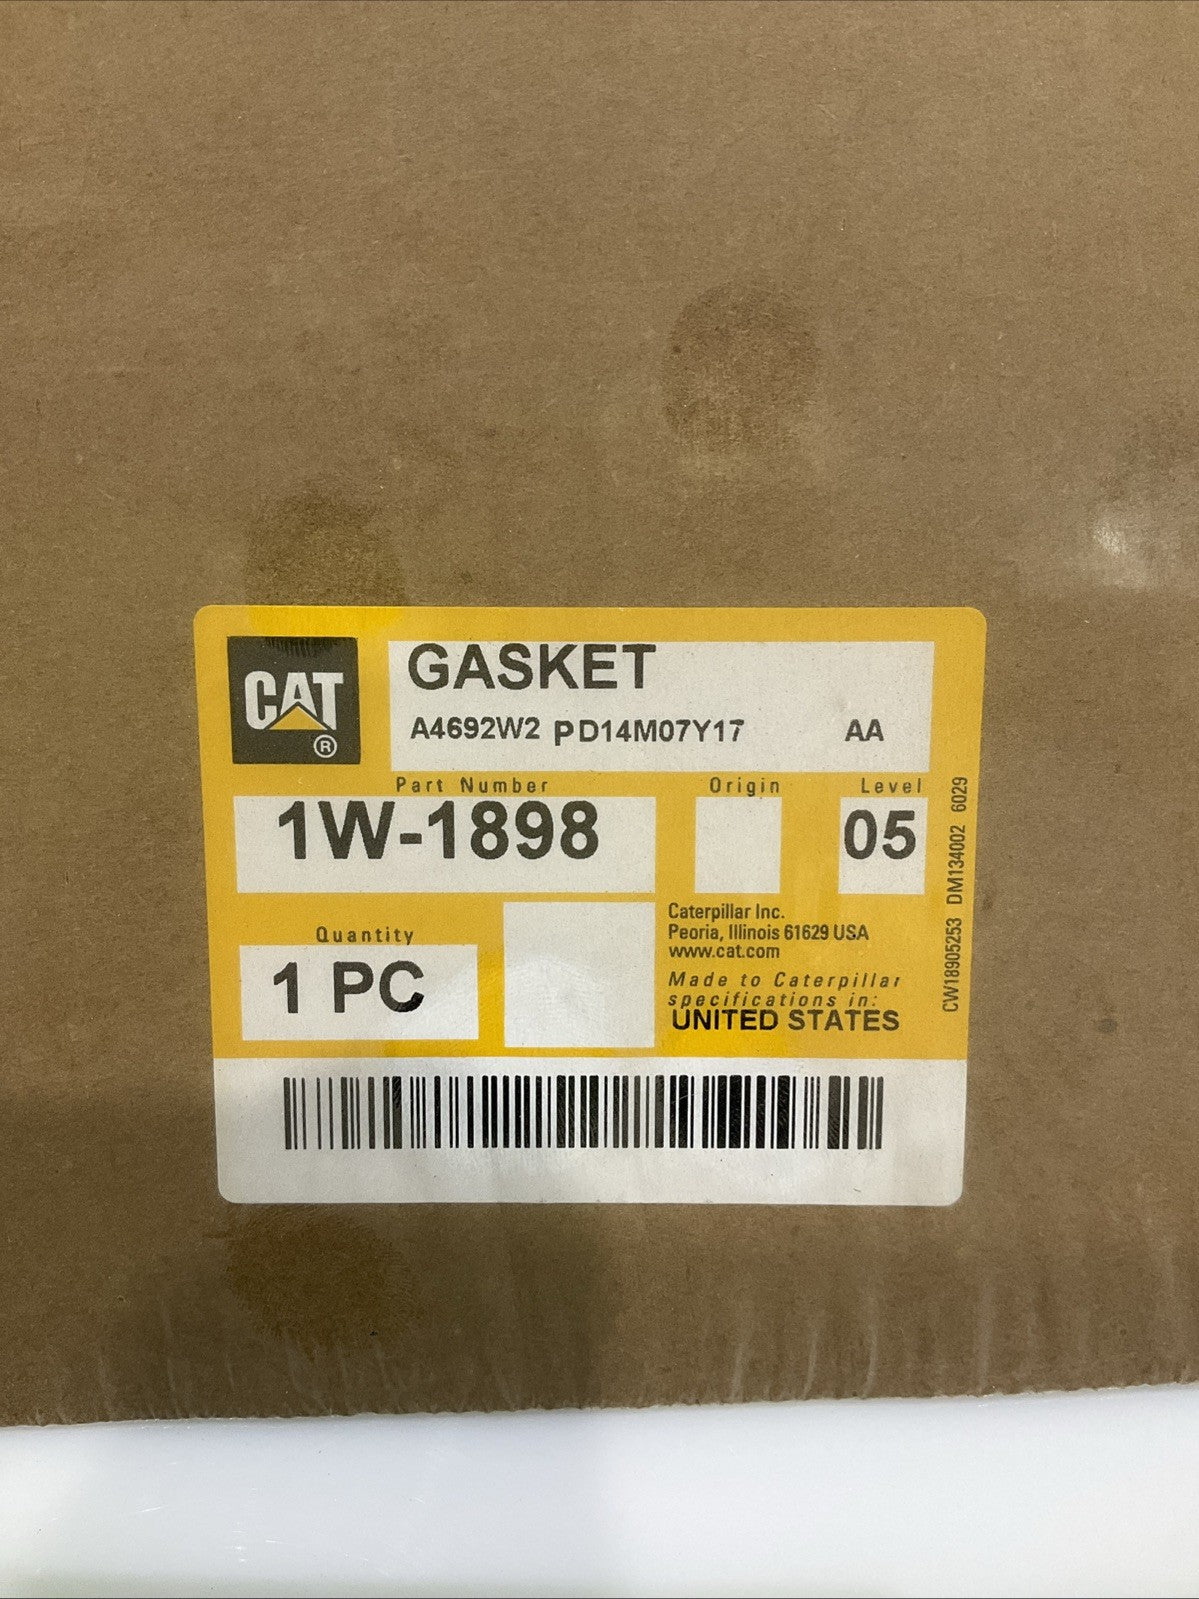 CAT ®
GASKET
A4692W2 PD14M07Y17 AA
Part Number Origin Level
1W-1898 05
Quantity
1 PC
Caterpillar Inc.
Peoria, Illinois 61629 USA
www.cat.com
Made to Caterpillar
specifications in:
UNITED STATES
CW18905253 DM134002 6029